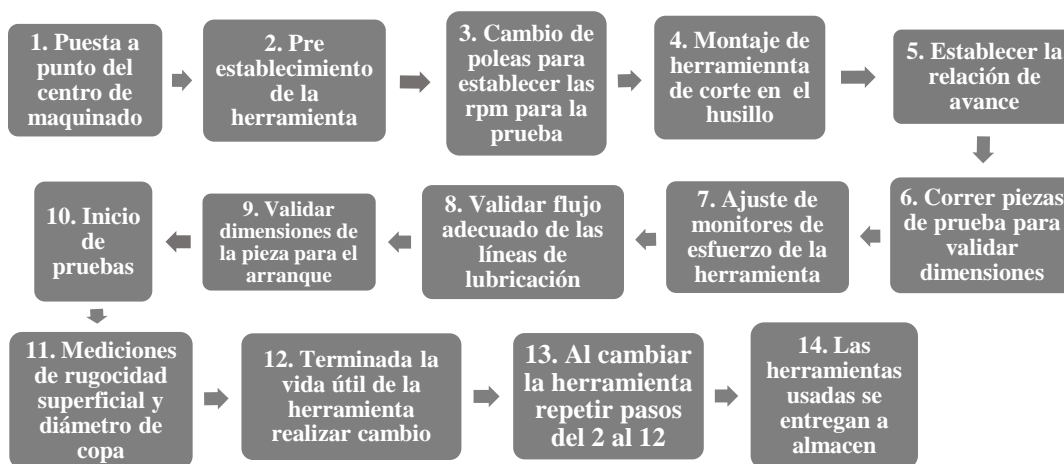 1. Puesta a
punto del
centro de
maquinado
2. Pre
establecimiento
de la
herramienta
3. Cambio de
poleas para
establecer las
rpm para la
prueba
4. Montaje de
herramiennta
de corte en el
husillo
5. Establecer la
relación de
avance
6. Correr piezas
de prueba para
validar
dimensiones
7. Ajuste de
monitores de
esfuerzo de la
herramienta
8. Validar flujo
adecuado de las
líneas de
lubricación
9. Validar
dimensiones de
la pieza para el
arranque
10. Inicio
de
pruebas
11. Mediciones
de rugocidad
superficial y
diámetro de
copa
12. Terminada la
vida útil de la
herramienta
realizar cambio
13. Al cambiar
la herramienta
repetir pasos
del 2 al 12
14. Las
herramientas
usadas se
entregan a
almacen